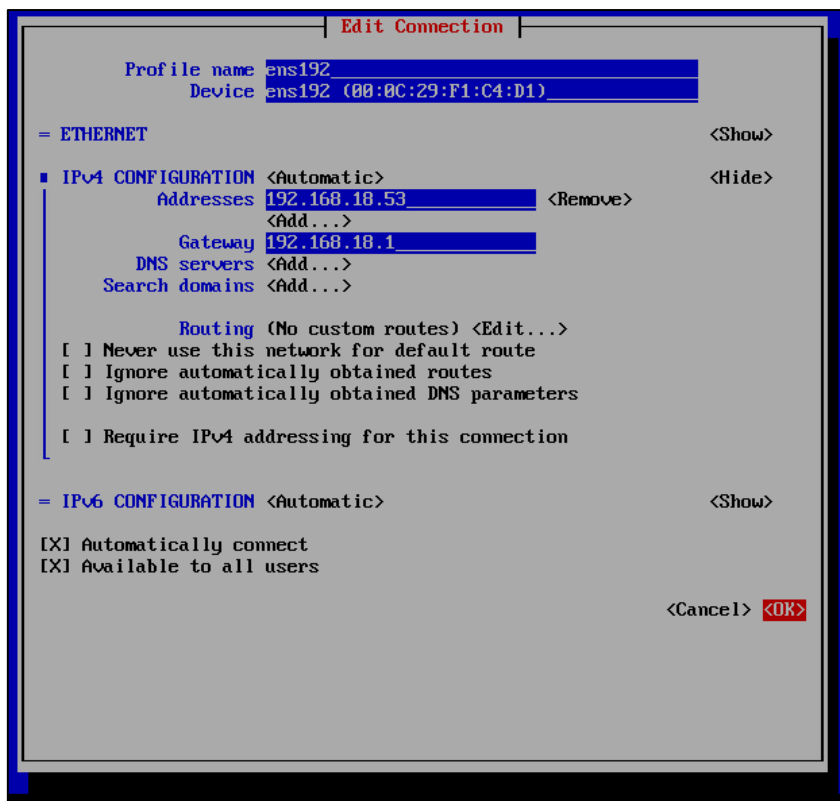 Edit Connection
Profile name ens192
Device ens192 (00:0C:29:F1:C4:D1)
= ETHERNET <Show>
IPv4 CONFIGURATION <Automatic> <Hide>
Addresses 192.168.18.53 <Remove>
<Add...>
Gateway 192.168.18.1
DNS servers <Add...>
Search domains <Add...>
Routing (No custom routes) <Edit...>
[ ] Never use this network for default route
[ ] Ignore automatically obtained routes
[ ] Ignore automatically obtained DNS parameters
[ ] Require IPv4 addressing for this connection
= IPv6 CONFIGURATION <Automatic> <Show>
[X] Automatically connect
[X] Available to all users
<Cancel> <OK>